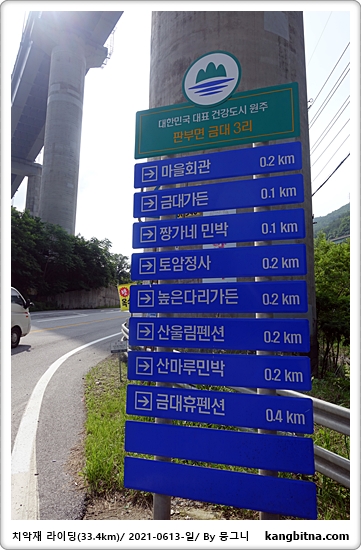 대한민국 대표 건강도시 원주
판부면 금대 3리
마을회관 0.2 km
금대가든 0.1 km
짱가네 민박 0.1 km
토암정사 0.2 km
높은다리가든 0.2 km
산울림펜션 0.2 km
산마루민박 0.2 km
금대휴펜션 0.4 km
치악재 라이딩(33.4km)/ 2021-0613-일/ By 뭉그니 kangbitna.com